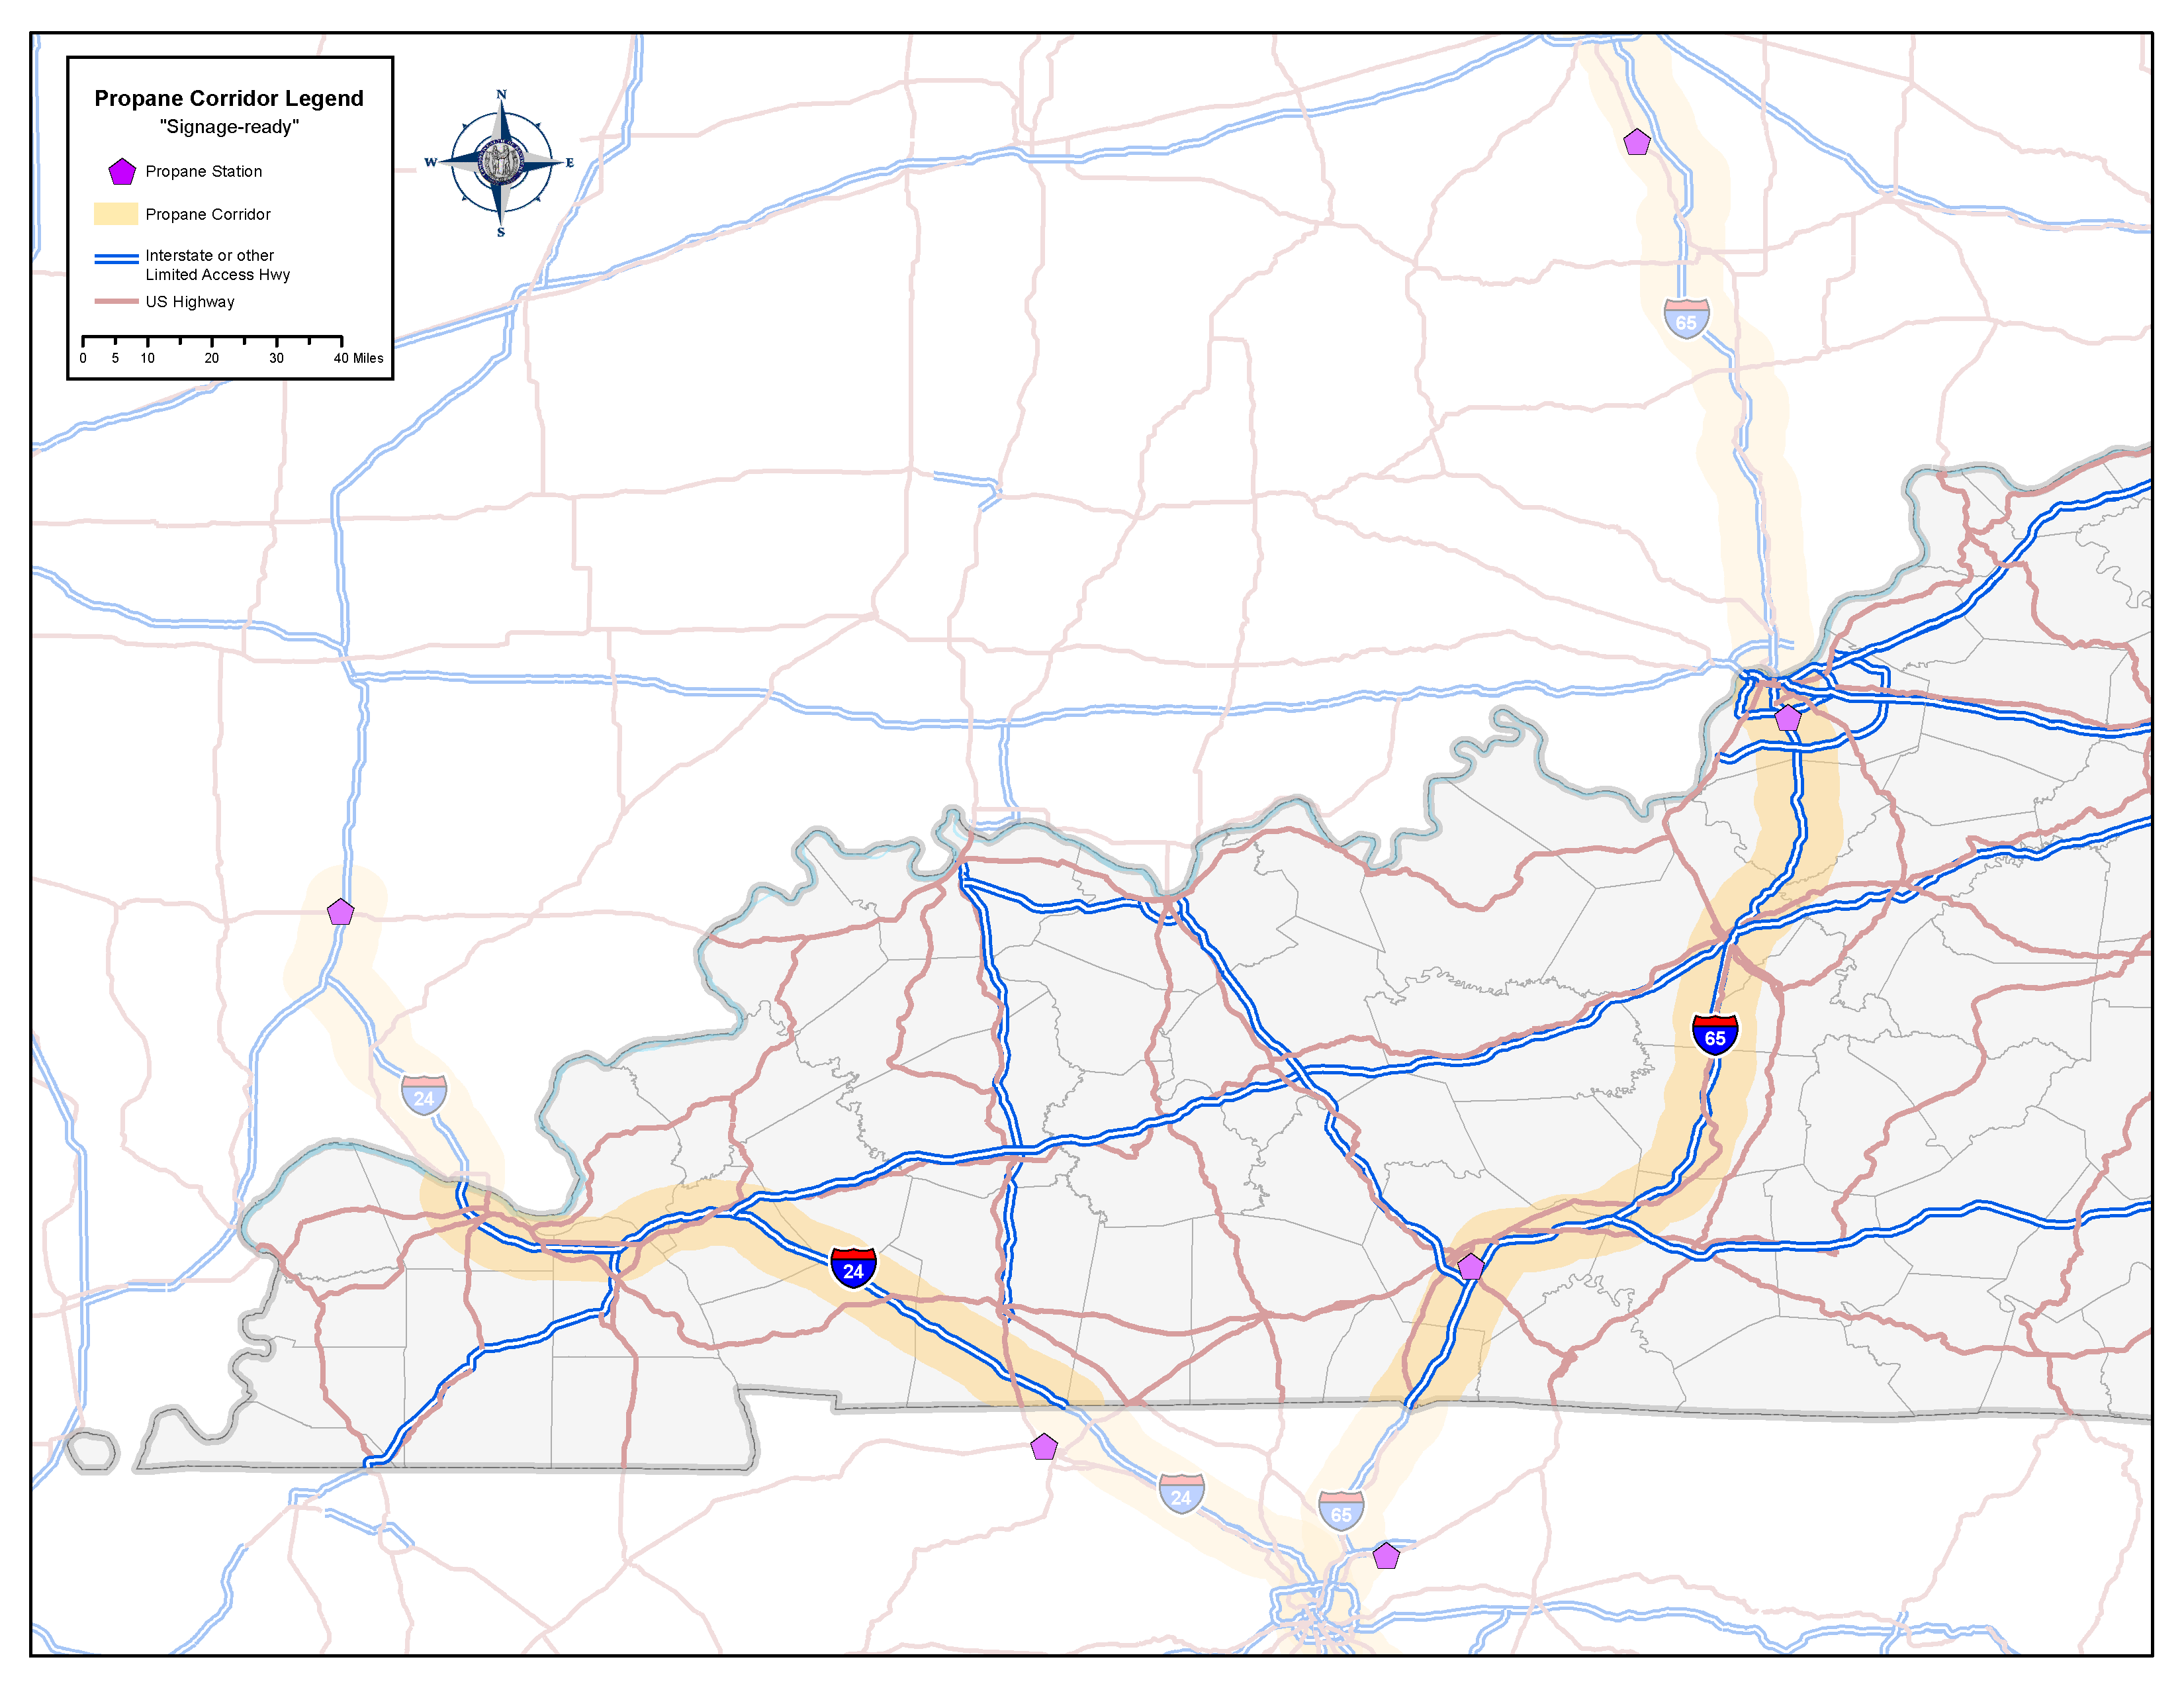 Propane Corridor Legend
"Signage-ready"
Propane Station
Propane Corridor
Interstate or other
Limited Access Hwy
US Highway
0 5 10 20 30 40 Miles
N
W E
S
65
65
24
24
24
65